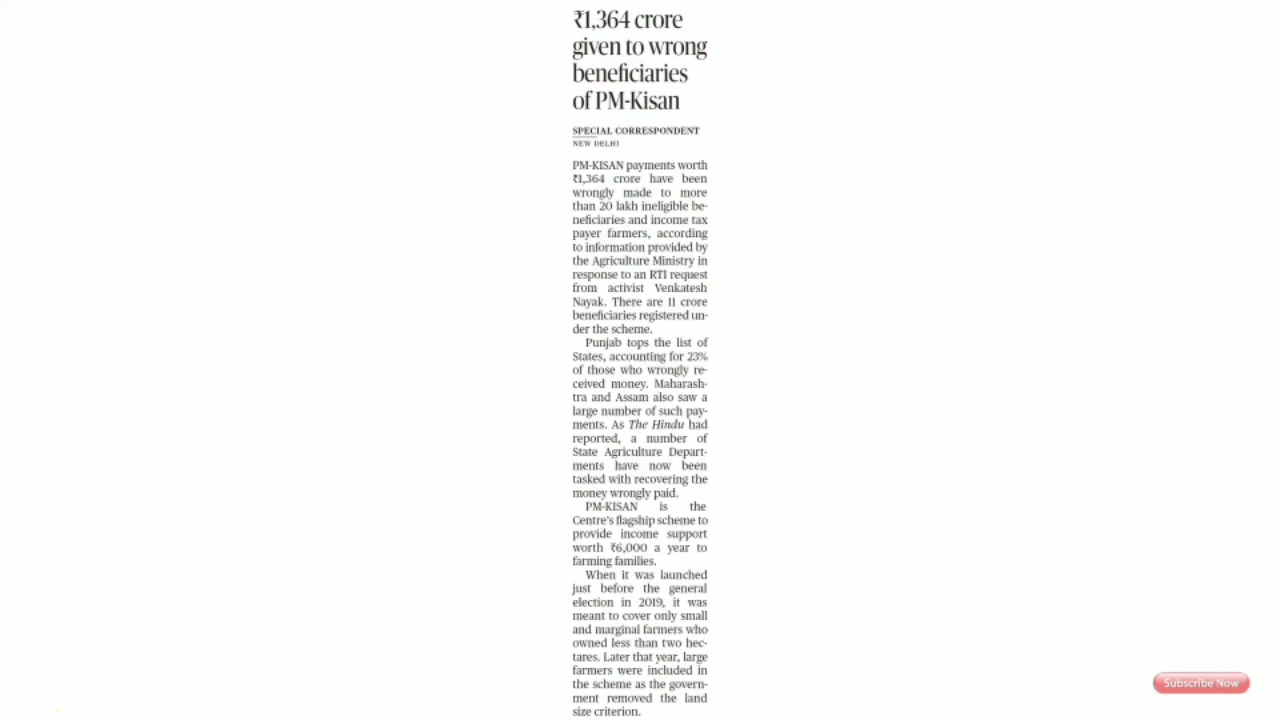 ₹1,364 crore
given to wrong
beneficiaries
of PM-Kisan
SPECIAL CORRESPONDENT
NEW DELHI
PM-KISAN payments worth
₹1,364 crore have been
wrongly made to more
than 20 lakh ineligible be-
neficiaries and income tax
payer farmers, according
to information provided by
the Agriculture Ministry in
response to an RTI request
from activist Venkatesh
Nayak. There are 11 crore
beneficiaries registered un-
der the scheme.
Punjab tops the list of
States, accounting for 23%
of those who wrongly re-
ceived money. Maharash-
tra and Assam also saw a
large number of such pay-
ments. As The Hindu had
reported, a number of
State Agriculture Depart-
ments have now been
tasked with recovering the
money wrongly paid.
PM-KISAN is the
Centre's flagship scheme to
provide income support
worth ₹6,000 a year to
farming families.
When it was launched
just before the general
election in 2019, it was
meant to cover only small
and marginal farmers who
owned less than two hec-
tares. Later that year, large
farmers were included in
the scheme as the govern-
ment removed the land
size criterion.
Subscribe Now